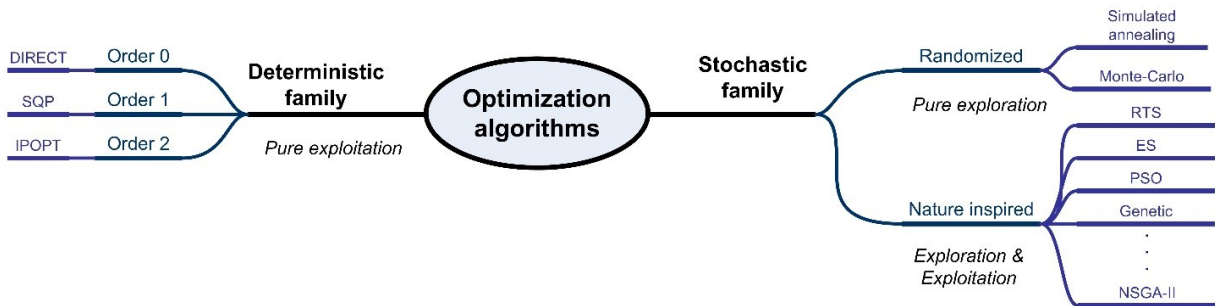 Optimization
algorithms
Deterministic
family
Pure exploitation
Order 0
DIRECT
Order 1
SQP
Order 2
IPOPT
Stochastic
family
Randomized
Pure exploration
Simulated
annealing
Monte-Carlo
Nature inspired
Exploration &
Exploitation
RTS
ES
PSO
Genetic
.
.
.
NSGA-II